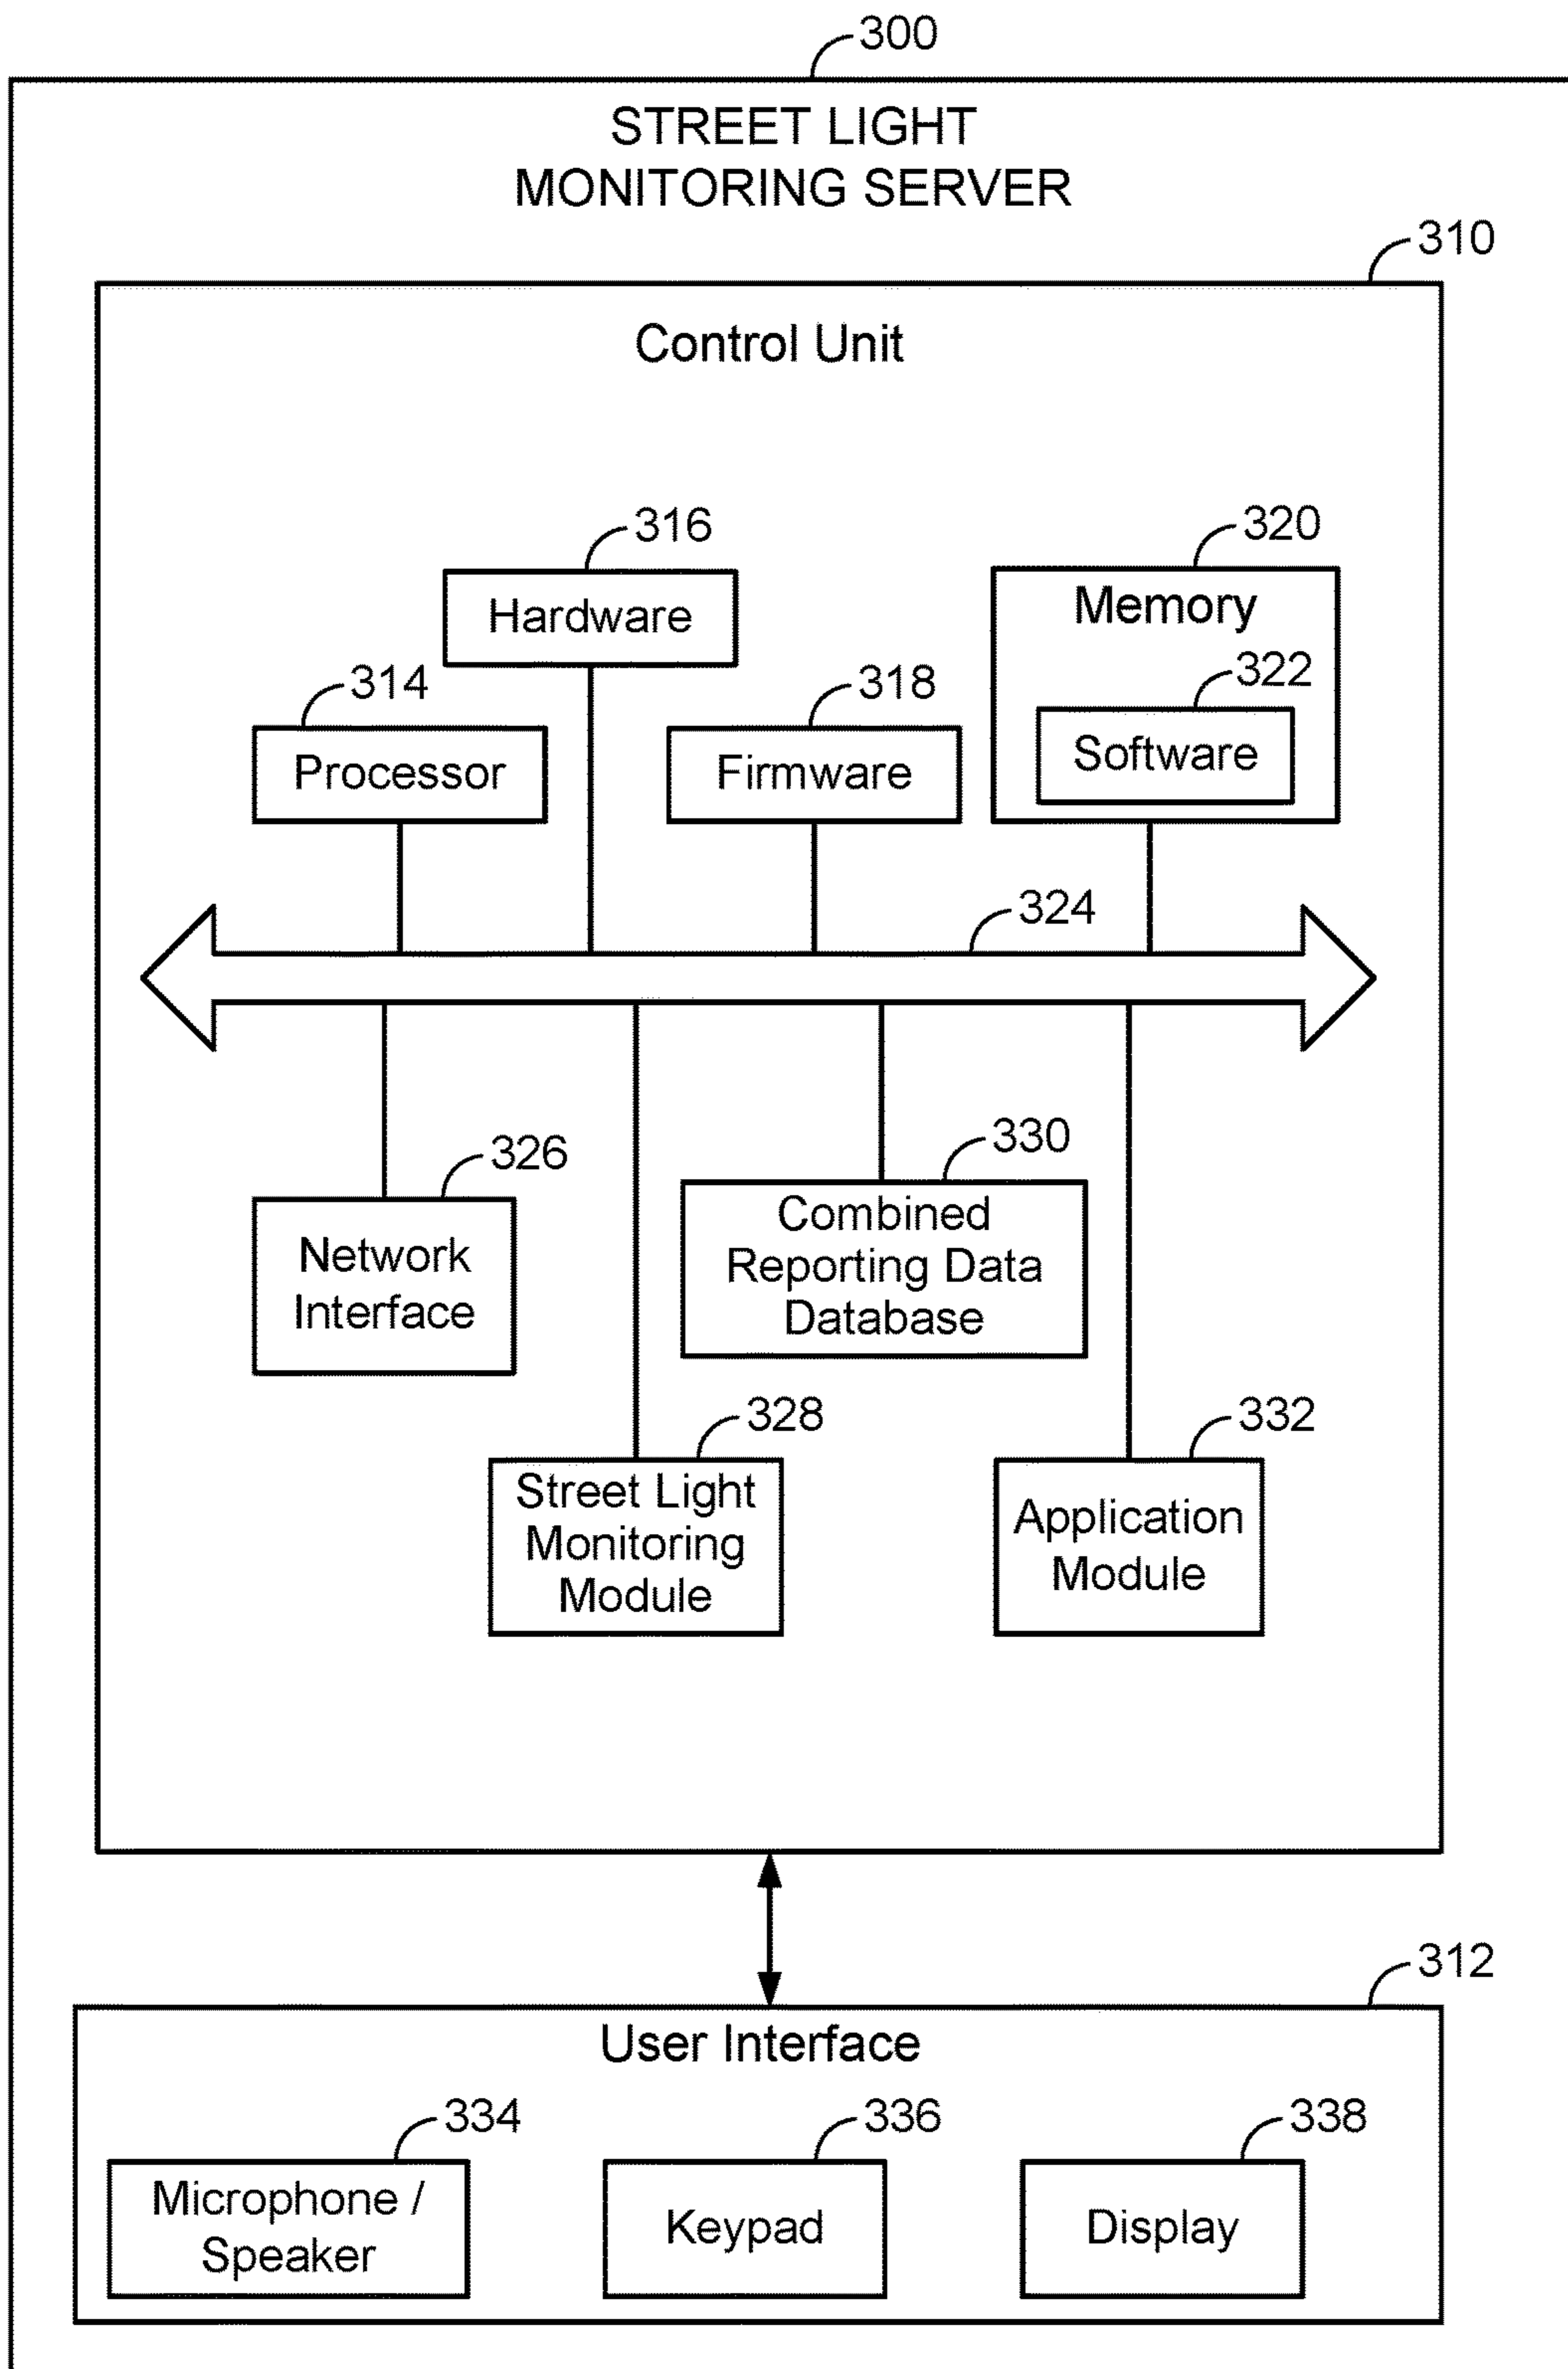 300
STREET LIGHT
MONITORING SERVER
310
Control Unit
316
Hardware
320
Memory
314
Processor
318
Firmware
322
Software
324
326
Network
Interface
330
Combined
Reporting Data
Database
328
Street Light
Monitoring
Module
332
Application
Module
312
User Interface
334
Microphone /
Speaker
336
Keypad
338
Display